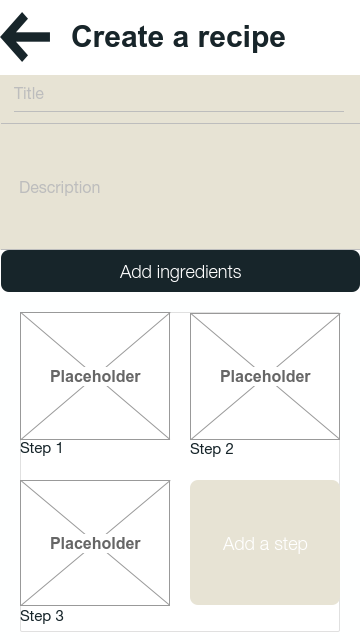 Create a recipe
Title
Description
Add ingredients
Placeholder Placeholder
Step 1 Step 2
Placeholder Add a step
Step 3